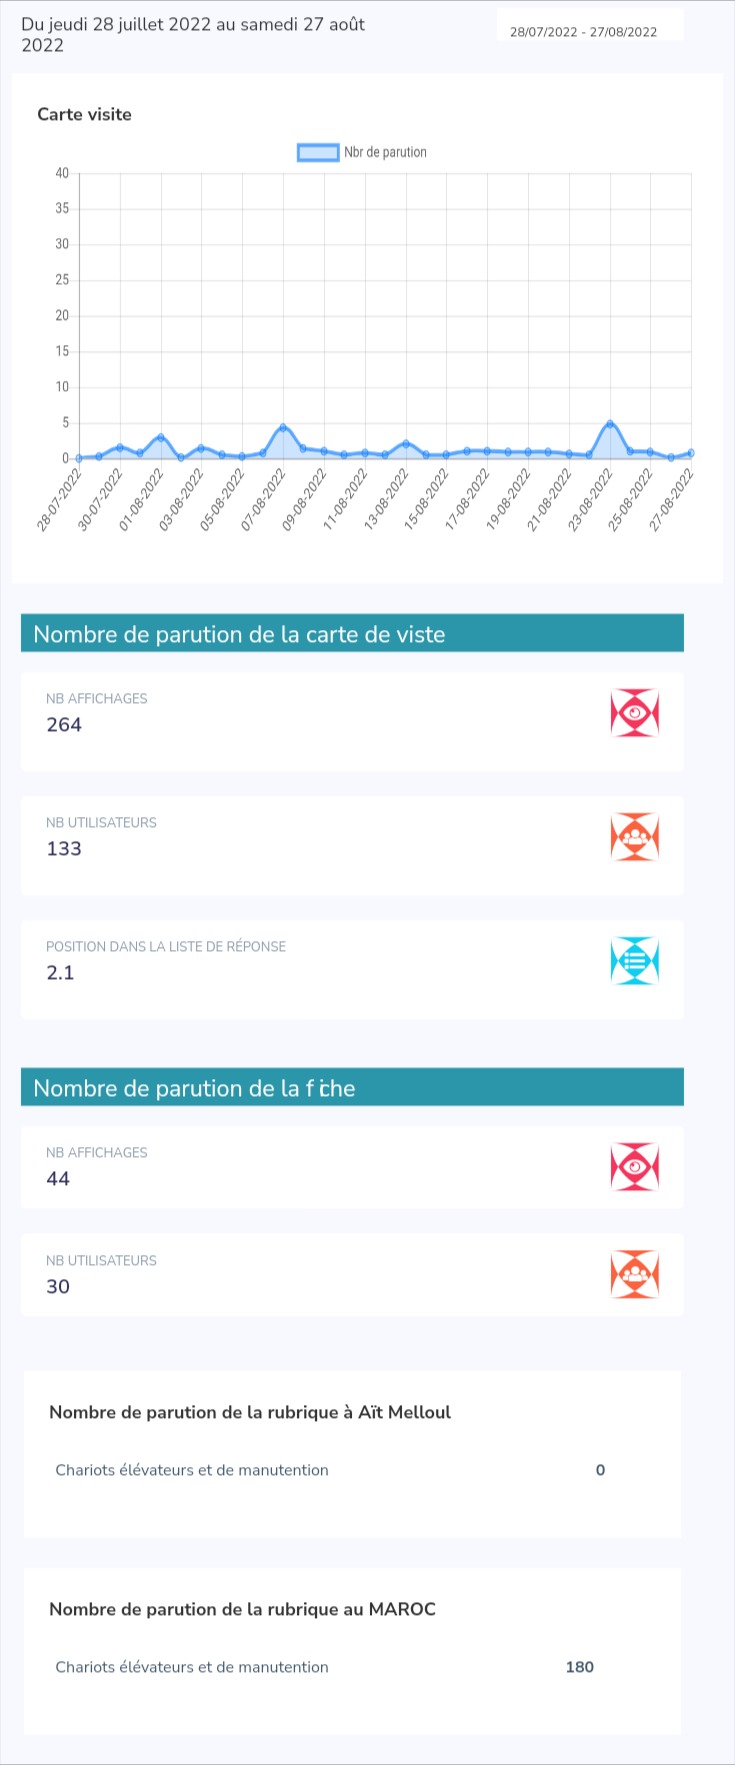 Du jeudi 28 juillet 2022 au samedi 27 août
2022
28/07/2022 - 27/08/2022
Carte visite
Nbr de parution
40
35
30
25
20
15
10
5
0
28-07-2022
30-07-2022
01-08-2022
03-08-2022
05-08-2022
07-08-2022
09-08-2022
11-08-2022
13-08-2022
15-08-2022
17-08-2022
19-08-2022
21-08-2022
23-08-2022
25-08-2022
27-08-2022
Nombre de parution de la carte de viste
NB AFFICHAGES
264
NB UTILISATEURS
133
POSITION DANS LA LISTE DE RÉPONSE
2.1
Nombre de parution de la fiche
NB AFFICHAGES
44
NB UTILISATEURS
30
Nombre de parution de la rubrique à Aït Melloul
Chariots élévateurs et de manutention 0
Nombre de parution de la rubrique au MAROC
Chariots élévateurs et de manutention 180